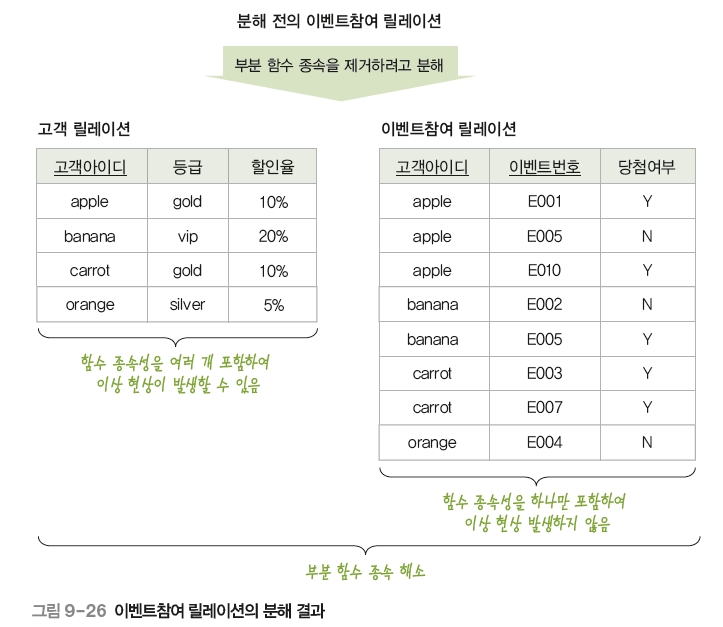 분해 전의 이벤트참여 릴레이션
부분 함수 종속을 제거하려고 분해
고객 릴레이션
고객아이디 등급 할인율
apple gold 10%
banana vip 20%
carrot gold 10%
orange silver 5%
함수 종속성을 여러 개 포함하여
이상 현상이 발생할 수 있음
이벤트참여 릴레이션
고객아이디 이벤트번호 당첨여부
apple E001 Y
apple E005 N
apple E010 Y
banana E002 N
banana E005 Y
carrot E003 Y
carrot E007 Y
orange E004 N
함수 종속성을 하나만 포함하여
이상 현상 발생하지 않음
부분 함수 종속 해소
그림 9-26 이벤트참여 릴레이션의 분해 결과